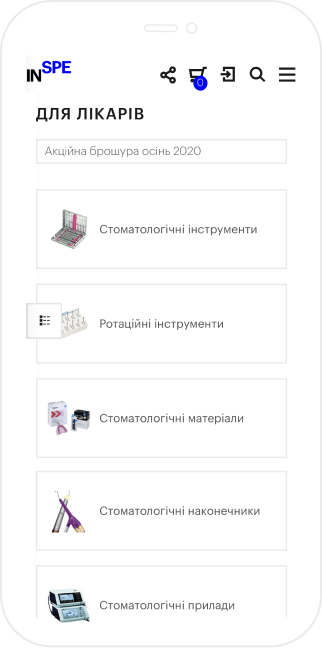 INSPE
0
ДЛЯ ЛІКАРІВ
Акційна брошура осінь 2020
Стоматологічні інструменти
Ротаційні інструменти
Стоматологічні матеріали
Стоматологічні наконечники
Стоматологічні прилади